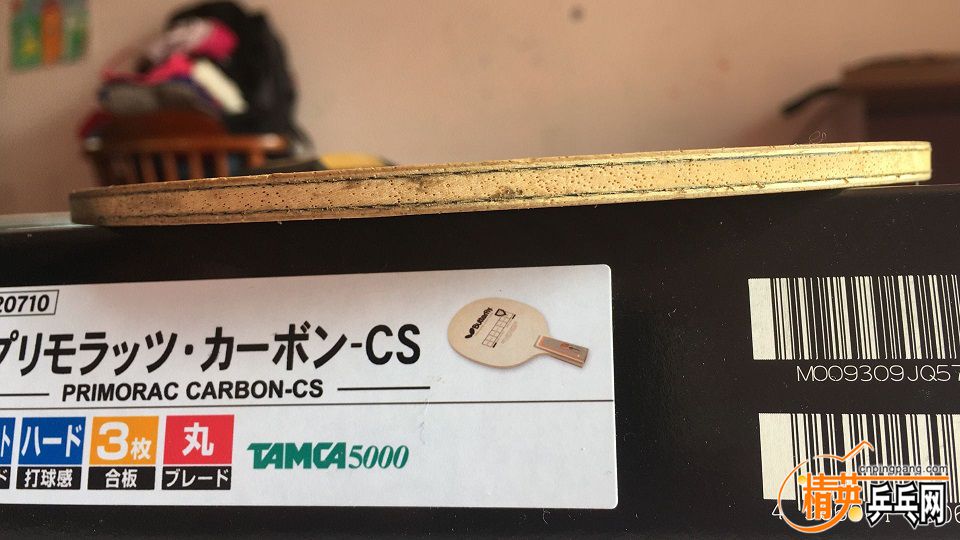 20710
プリモラッツ・カーボン-CS
PRIMORAC CARBON-CS
Butterfly
ハード
打球感
3枚
合板
丸
ブレード
TAMCA5000
M009309JQ57
cnpingpang.com
精英乒乓网